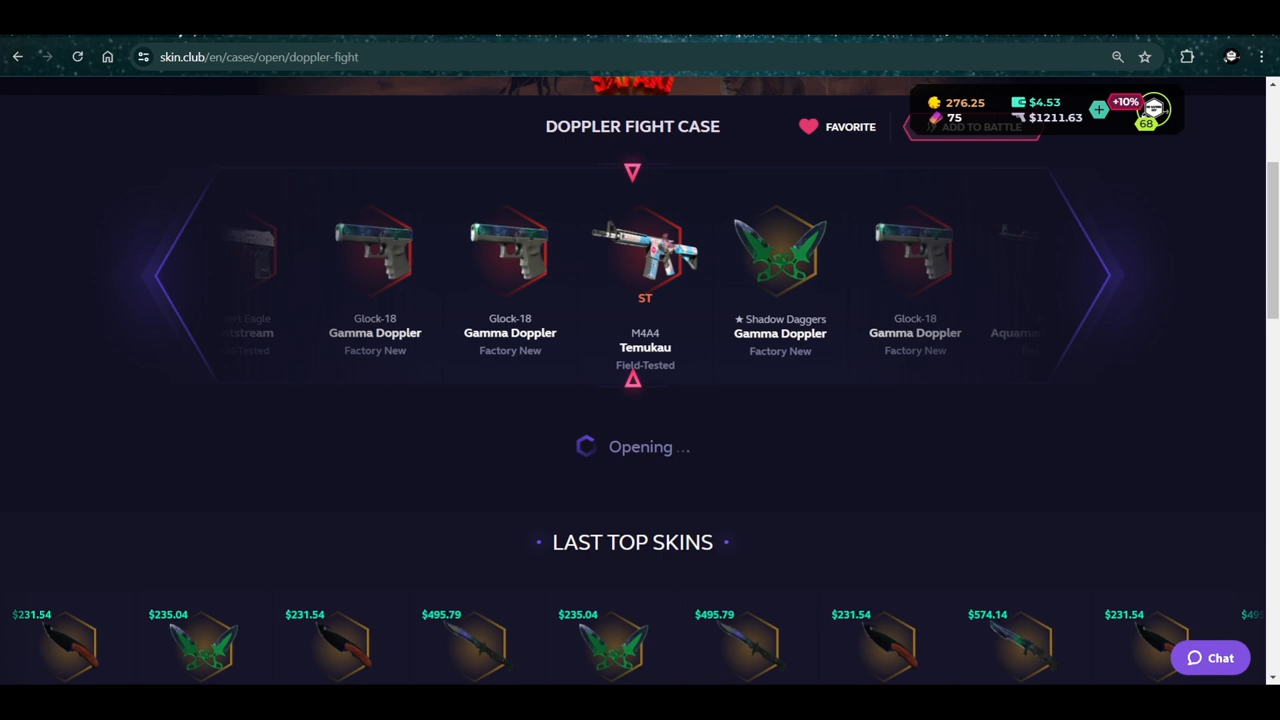 skin.club/en/cases/open/doppler-fight
276.25
$4.53
+10%
75
$1211.63
68
DOPPLER FIGHT CASE
FAVORITE
ADD TO BATTLE
Glock-18
Gamma Doppler
Factory New
Glock-18
Gamma Doppler
Factory New
ST
M4A4
Temukau
Field-Tested
★ Shadow Daggers
Gamma Doppler
Factory New
Glock-18
Gamma Doppler
Factory New
Opening ...
LAST TOP SKINS
$231.54
$235.04
$231.54
$495.79
$235.04
$495.79
$231.54
$574.14
$231.54
Chat